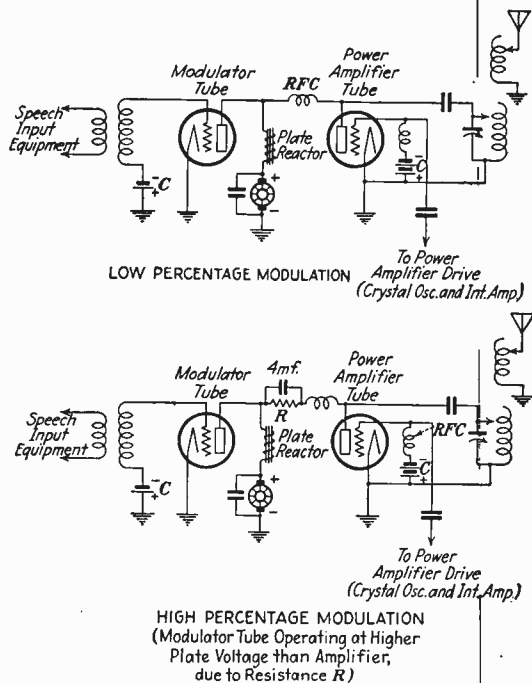 Modulator
Tube
RFC
Power
Amplifier
Tube
Speech
Input
Equipment
Plate
Reactor
- C
+
+
-
- C
+
To Power
Amplifier Drive
(Crystal Osc. and Int. Amp.)
LOW PERCENTAGE MODULATION
Modulator
Tube
4mf.
R
Power
Amplifier
Tube
Speech
Input
Equipment
Plate
Reactor
RFC
- C
+
+
-
- C
+
To Power
Amplifier Drive
(Crystal Osc. and Int. Amp.)
HIGH PERCENTAGE MODULATION
(Modulator Tube Operating at Higher
Plate Voltage than Amplifier,
due to Resistance R)